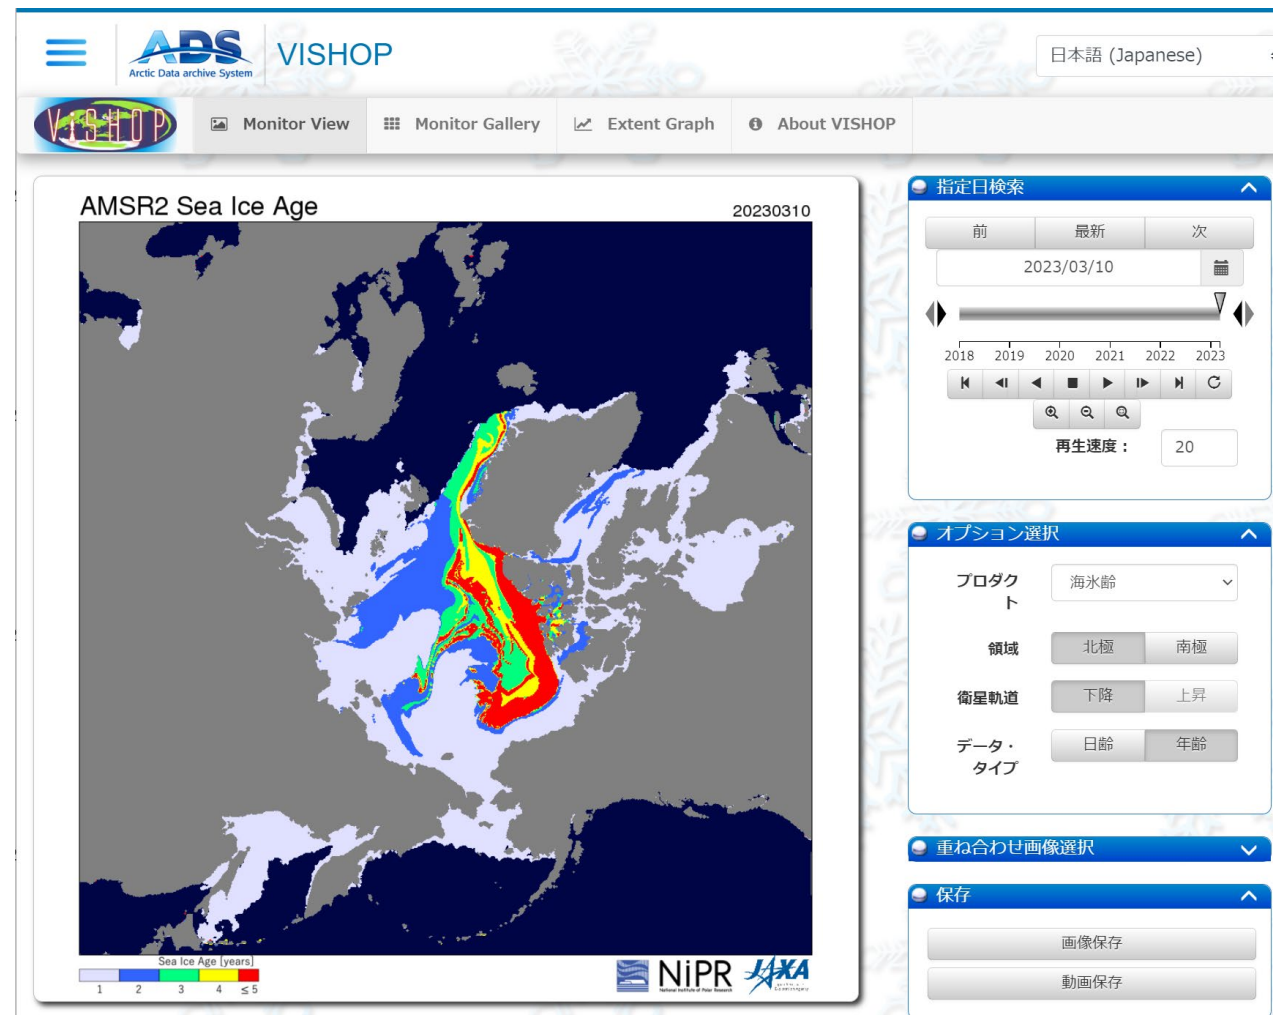 ADS
Arctic Data archive System
VISHOP
日本語 (Japanese)
ViSHOP
Monitor View
Monitor Gallery
Extent Graph
About VISHOP
AMSR2 Sea Ice Age
20230310
Sea Ice Age [years]
1 2 3 4 ≤5
NiPR
National Institute of Polar Research
JAXA
指定日検索
前 最新 次
2023/03/10
2018 2019 2020 2021 2022 2023
再生速度： 20
オプション選択
プロダク
ト
海氷齢
領域 北極 南極
衛星軌道 下降 上昇
データ・
タイプ
日齢 年齢
重ね合わせ画像選択
保存
画像保存
動画保存